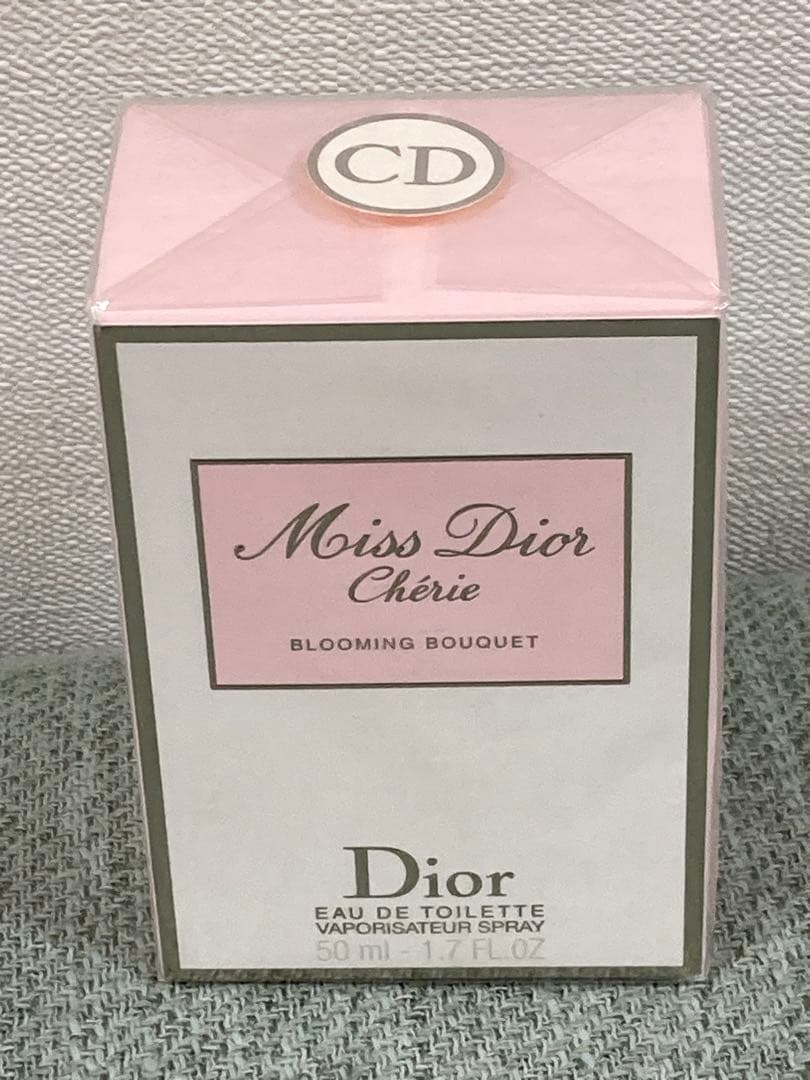 CD
Miss Dior
Chérie
BLOOMING BOUQUET
Dior
EAU DE TOILETTE
VAPORISATEUR SPRAY
50 ml - 1.7 FL.OZ